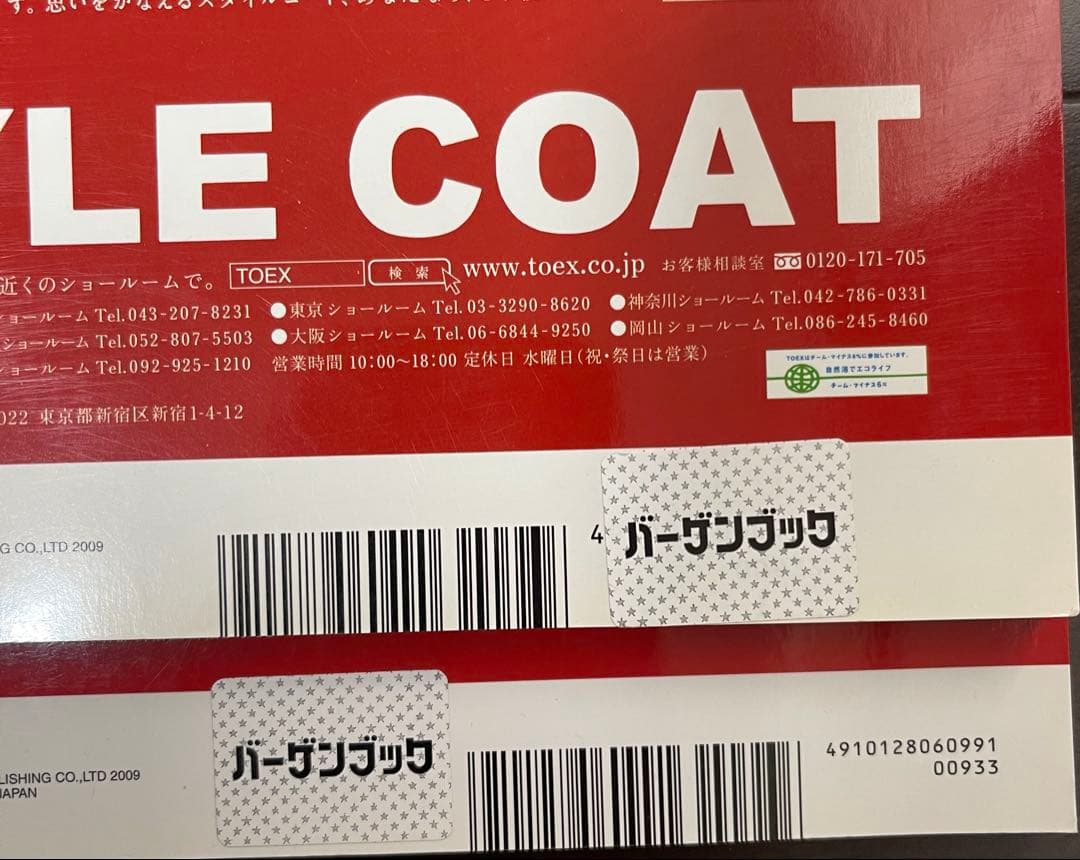 す。思いをかなえるスタイルコート、
YLE COAT
近くのショールームで。 TOEX 検索 www.toex.co.jp お客様相談室 0120-171-705
ショールーム Tel.043-207-8231 ●東京ショールーム Tel.03-3290-8620 ●神奈川ショールーム Tel.042-786-0331
ショールーム Tel.052-807-5503 ●大阪ショールーム Tel.06-6844-9250 ●岡山ショールーム Tel.086-245-8460
ショールーム Tel.092-925-1210 営業時間 10:00〜18:00 定休日 水曜日(祝・祭日は営業)
TOEXはチーム・マイナス6%に参加しています。
自然浴でエコライフ
チーム・マイナス6%
022 東京都新宿区新宿1-4-12
G CO.,LTD 2009
4
バーゲンブック
バーゲンブック
LISHING CO.,LTD 2009
JAPAN
4910128060991
00933